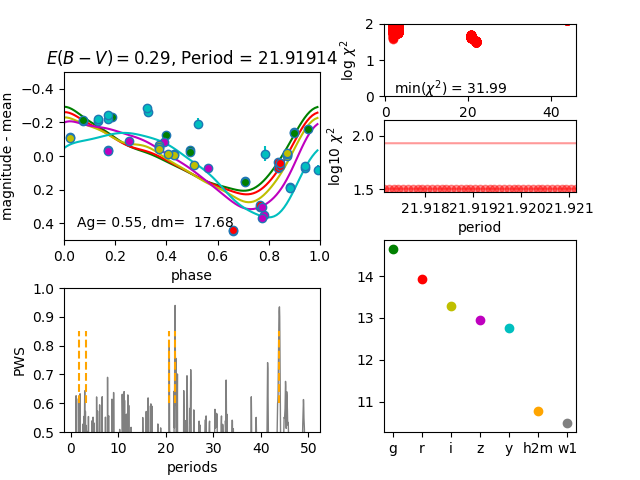 E(B − V) = 0.29, Period = 21.91914
magnitude - mean
−0.4
−0.2
0.0
0.2
0.4
Ag= 0.55, dm=  17.68
0.0 0.2 0.4 0.6 0.8 1.0
phase
log χ²
2
1
0
min(χ²) = 31.99
0 20 40
log10 χ²
2.0
1.5
21.918 21.919 21.920 21.921
period
PWS
1.0
0.9
0.8
0.7
0.6
0.5
0 10 20 30 40 50
periods
14
13
12
11
g r i z y h2m w1